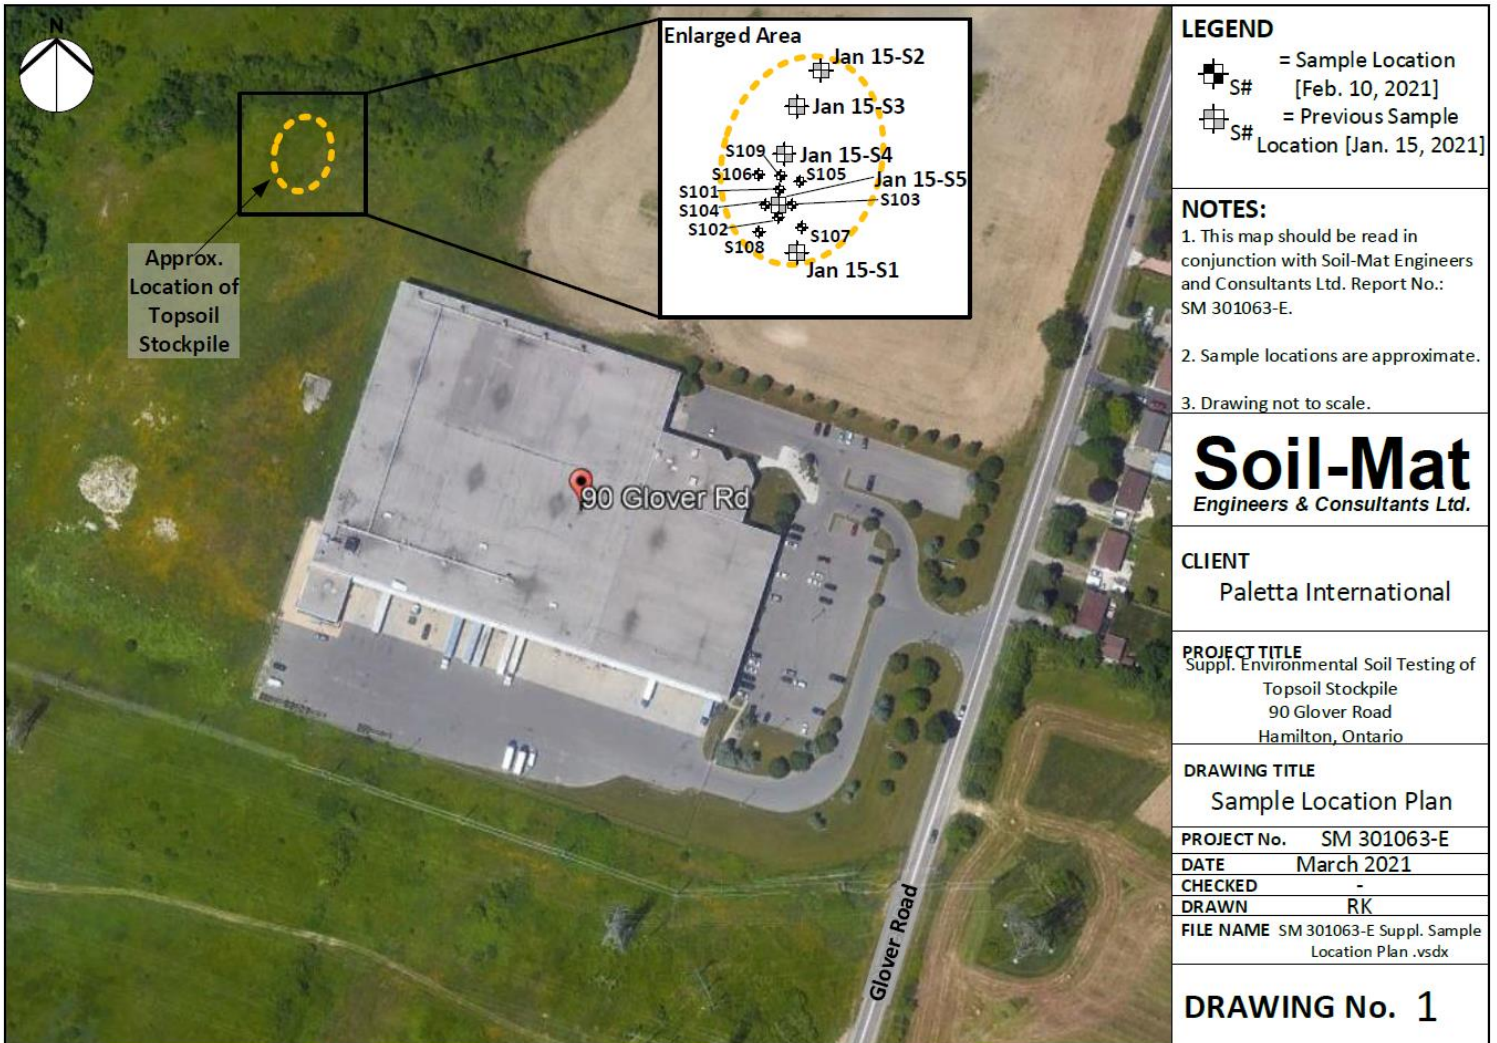 N
Enlarged Area
Jan 15-S2
Jan 15-S3
Jan 15-S4
S109
S106
S105
Jan 15-S5
S101
S103
S104
S102
S107
S108
Jan 15-S1
Approx.
Location of
Topsoil
Stockpile
90 Glover Rd
Glover Road
LEGEND
S#
= Sample Location
[Feb. 10, 2021]
S#
= Previous Sample
Location [Jan. 15, 2021]
NOTES:
1. This map should be read in
conjunction with Soil-Mat Engineers
and Consultants Ltd. Report No.:
SM 301063-E.
2. Sample locations are approximate.
3. Drawing not to scale.
Soil-Mat
Engineers & Consultants Ltd.
CLIENT
Paletta International
PROJECT TITLE
Suppl. Environmental Soil Testing of
Topsoil Stockpile
90 Glover Road
Hamilton, Ontario
DRAWING TITLE
Sample Location Plan
PROJECT No. SM 301063-E
DATE March 2021
CHECKED -
DRAWN RK
FILE NAME SM 301063-E Suppl. Sample
Location Plan .vsdx
DRAWING No. 1